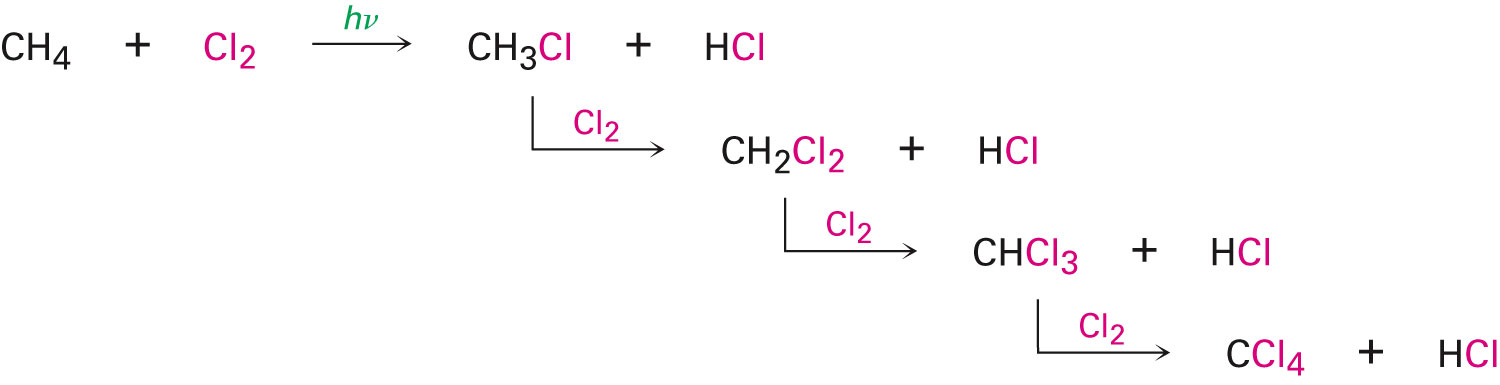 CH₄ + Cl₂ hν → CH₃Cl + HCl
Cl₂ → CH₂Cl₂ + HCl
Cl₂ → CHCl₃ + HCl
Cl₂ → CCl₄ + HCl